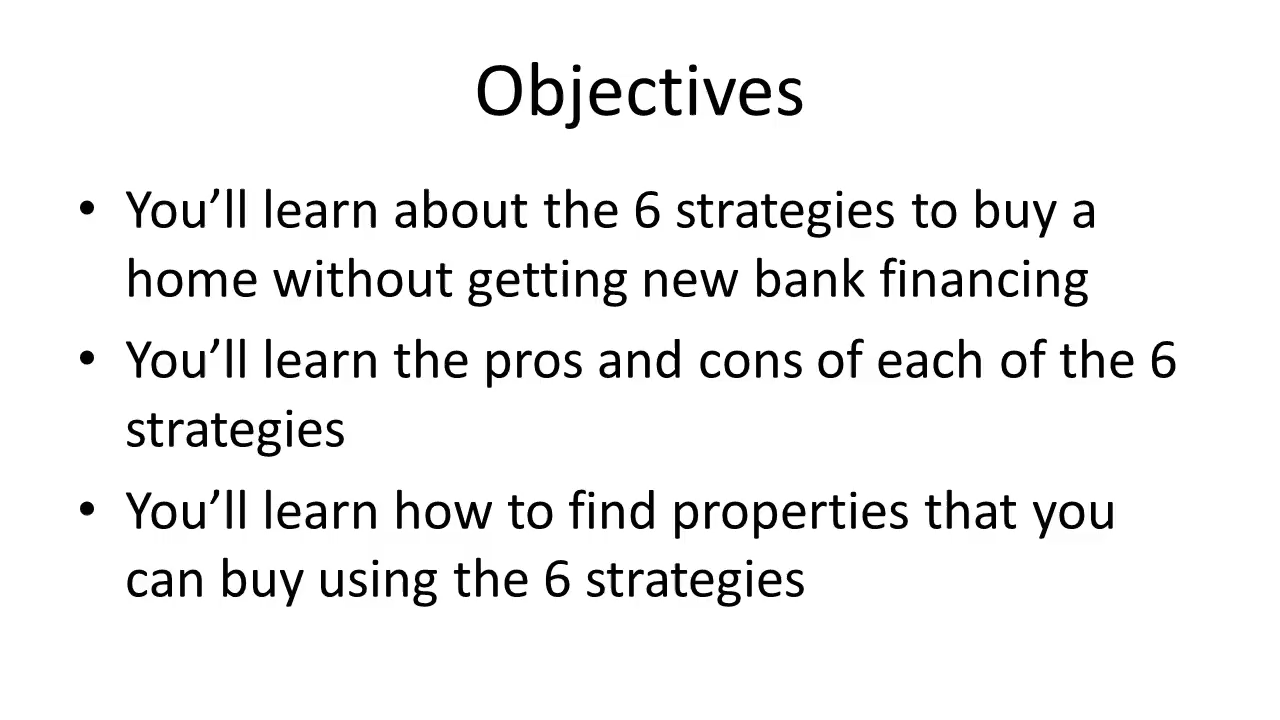 Objectives
• You’ll learn about the 6 strategies to buy a
home without getting new bank financing
• You’ll learn the pros and cons of each of the 6
strategies
• You’ll learn how to find properties that you
can buy using the 6 strategies